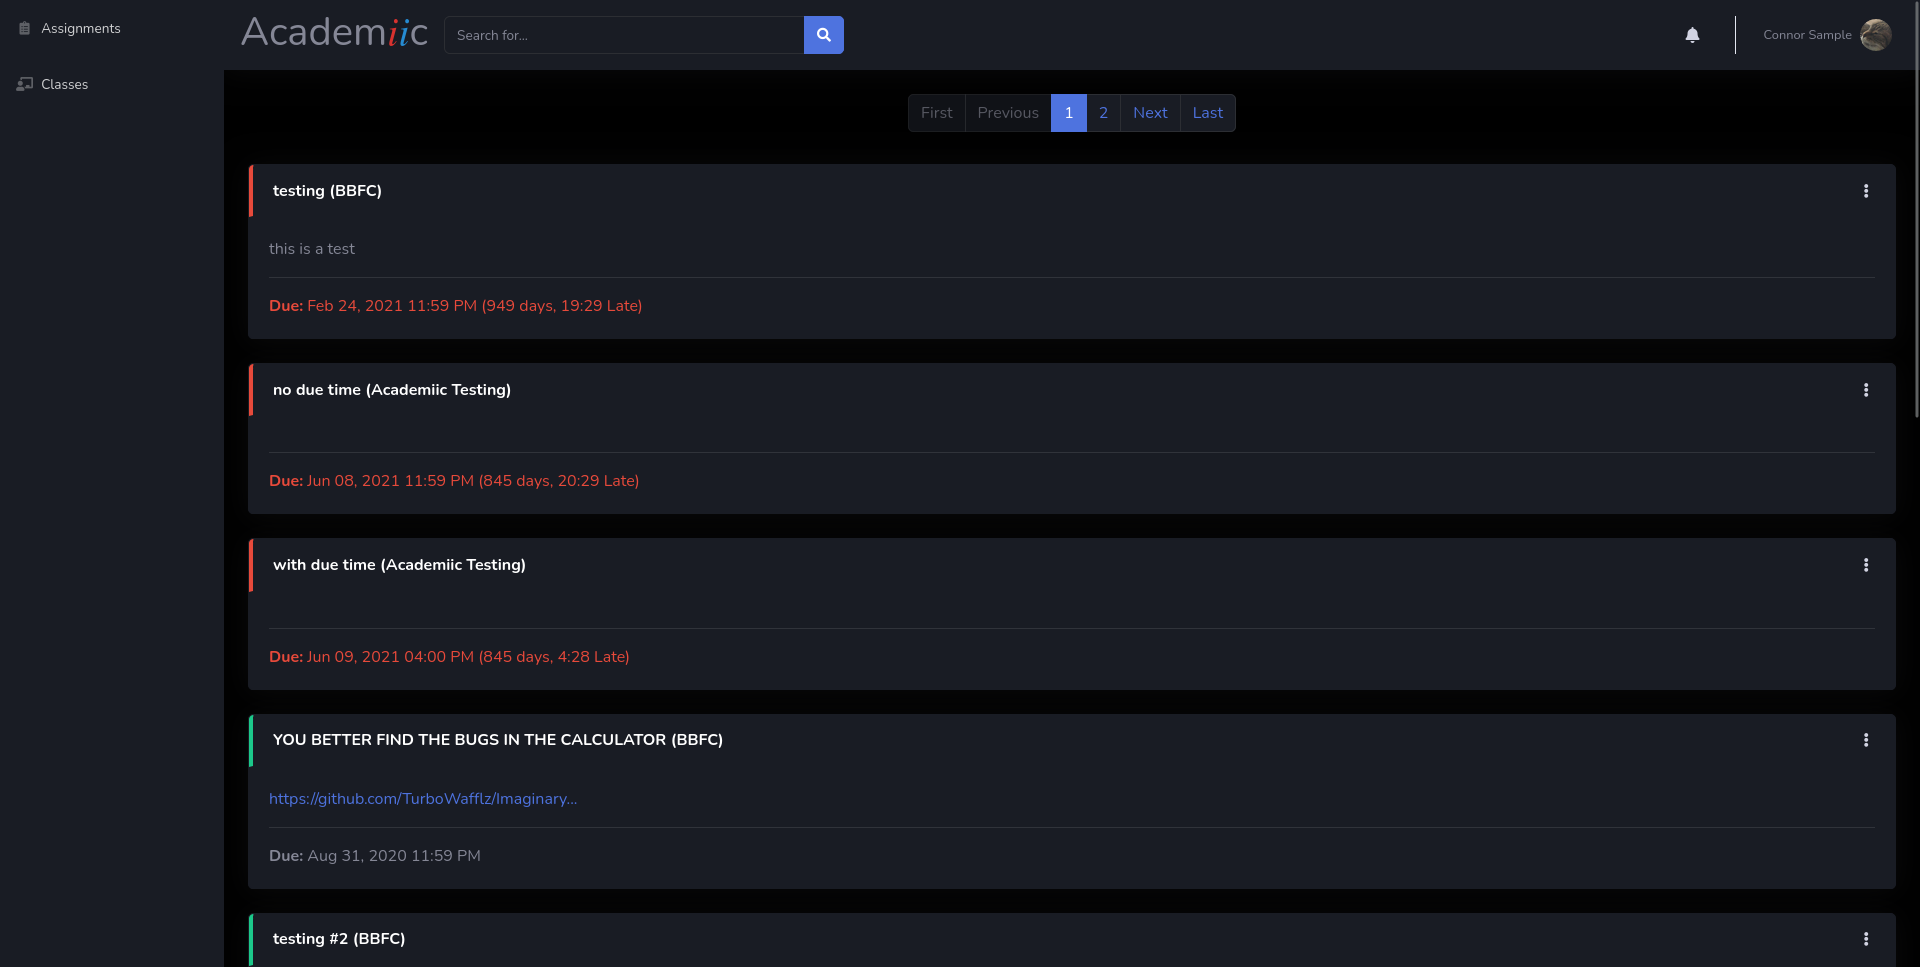 Assignments
Classes
Academiic
Search for...
Connor Sample
First Previous 1 2 Next Last
testing (BBFC)
this is a test
Due: Feb 24, 2021 11:59 PM (949 days, 19:29 Late)
no due time (Academiic Testing)
Due: Jun 08, 2021 11:59 PM (845 days, 20:29 Late)
with due time (Academiic Testing)
Due: Jun 09, 2021 04:00 PM (845 days, 4:28 Late)
YOU BETTER FIND THE BUGS IN THE CALCULATOR (BBFC)
https://github.com/TurboWafflz/Imaginary...
Due: Aug 31, 2020 11:59 PM
testing #2 (BBFC)